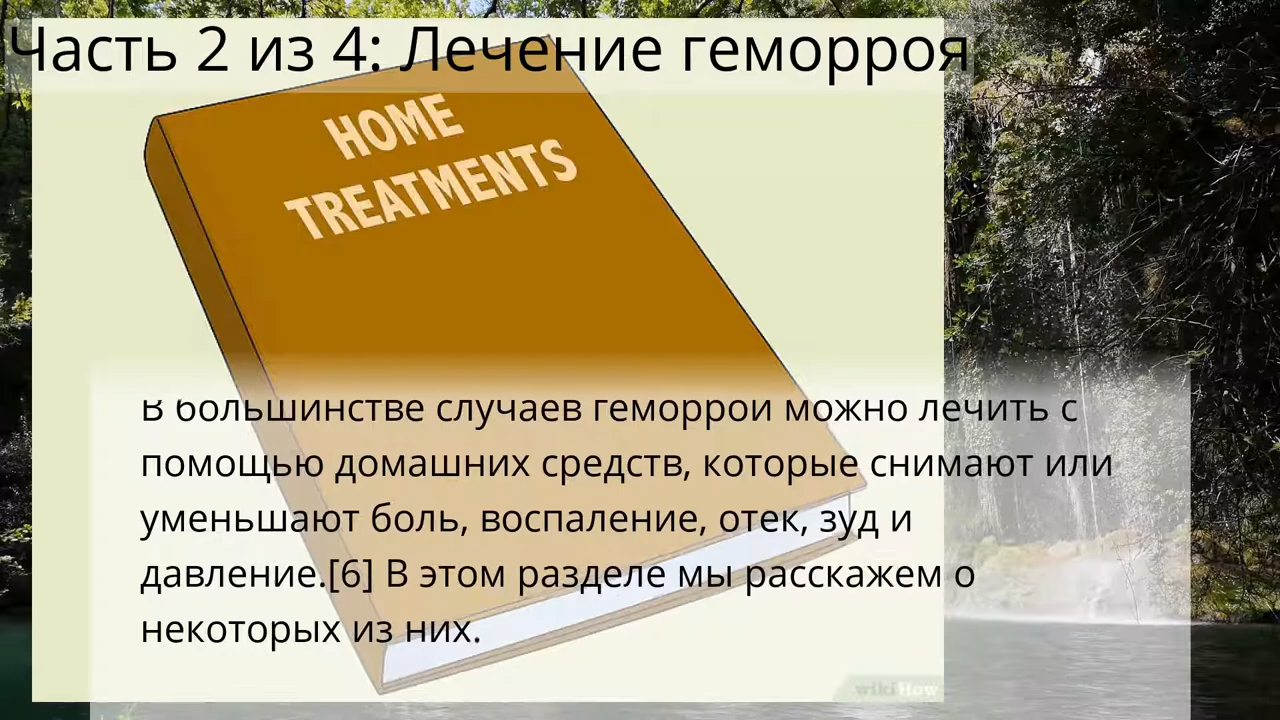 Часть 2 из 4: Лечение геморроя
HOME
TREATMENTS
В большинстве случаев геморрой можно лечить с
помощью домашних средств, которые снимают или
уменьшают боль, воспаление, отек, зуд и
давление.[6] В этом разделе мы расскажем о
некоторых из них.
wikiHow